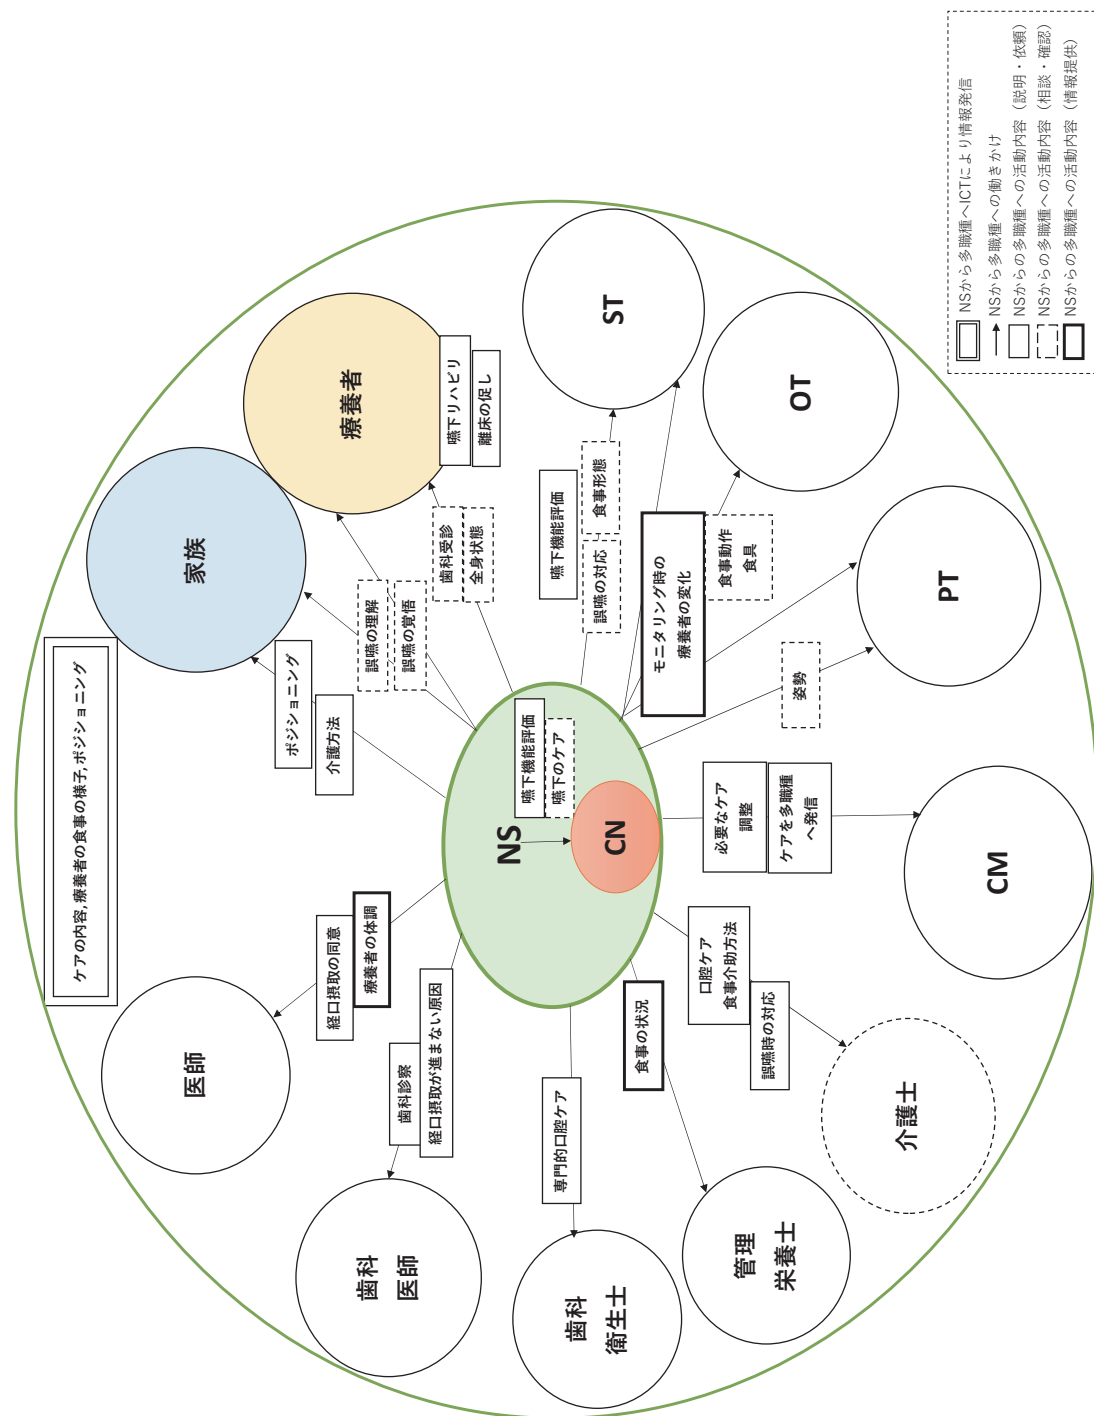 ケアの内容,療養者の食事の様子,ポジショニング
家族
療養者
医師
ポジショニング
介護方法
誤嚥の理解
誤嚥の覚悟
歯科受診
全身状態
嚥下リハビリ
離床の促し
経口摂取の同意
療養者の体調
歯科
医師
歯科診察
経口摂取が進まない原因
NS
CN
嚥下機能評価
嚥下のケア
嚥下機能評価
誤嚥の対応
食事形態
ST
モニタリング時の
療養者の変化
食事動作
食具
OT
姿勢
PT
歯科
衛生士
専門的口腔ケア
管理
栄養士
食事の状況
口腔ケア
食事介助方法
誤嚥時の対応
介護士
必要なケア
調整
ケアを多職種
へ発信
CM
NSから多職種へICTにより情報発信
NSから多職種への働きかけ
NSからの多職種への活動内容（説明・依頼）
NSからの多職種への活動内容（相談・確認）
NSからの多職種への活動内容（情報提供）